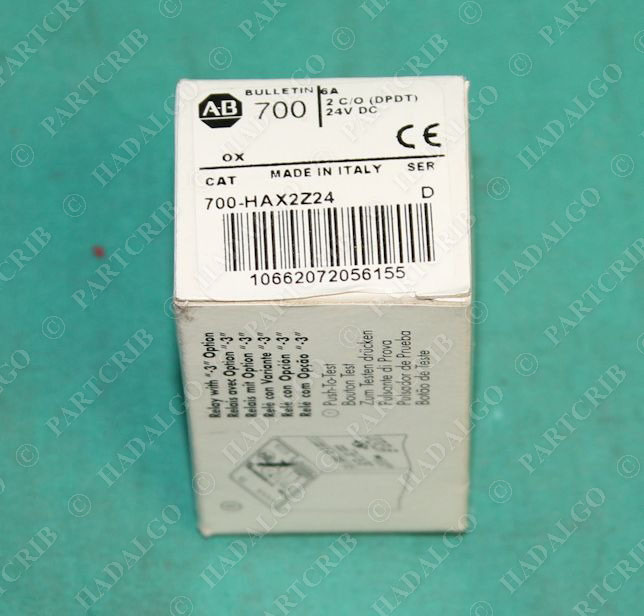 A-B
BULLETIN
700
6A
2 C/O (DPDT)
24V DC
CE
OX
MADE IN ITALY
CAT
SER
700-HAX2Z24
D
10662072056155
Relay with "-3" Option
Relais avec Option "-3"
Relais mit Option "-3"
Relé con Variante "-3"
Relé con Opción "-3"
Relé com Opção "-3"
Push-To-Test
Bouton Test
Zum Testen drücken
Pulsante di Prova
Pulsador de Prueba
Botão de Teste
© PARTCRIB
© HADALGO